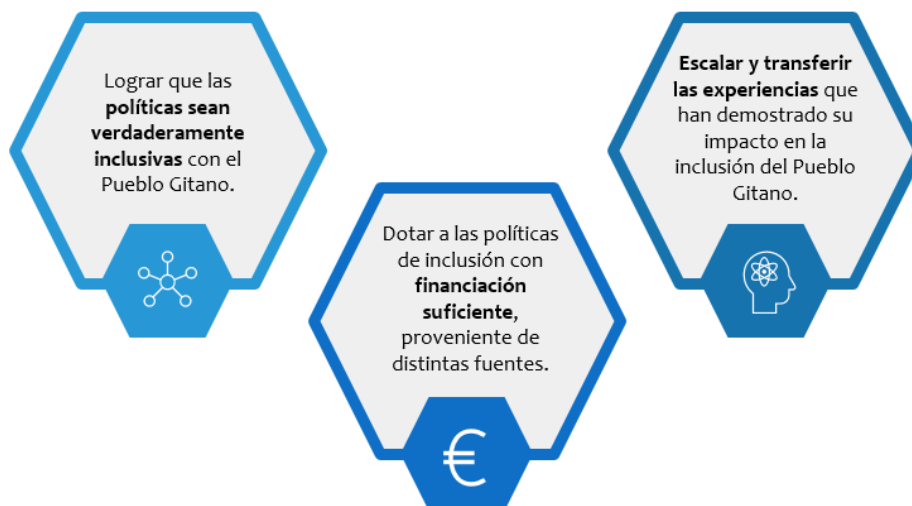 Lograr que las
políticas sean
verdaderamente
inclusivas con el
Pueblo Gitano.
Dotar a las políticas
de inclusión con
financiación
suficiente,
proveniente de
distintas fuentes.
€
Escalar y transferir
las experiencias que
han demostrado su
impacto en la
inclusión del Pueblo
Gitano.